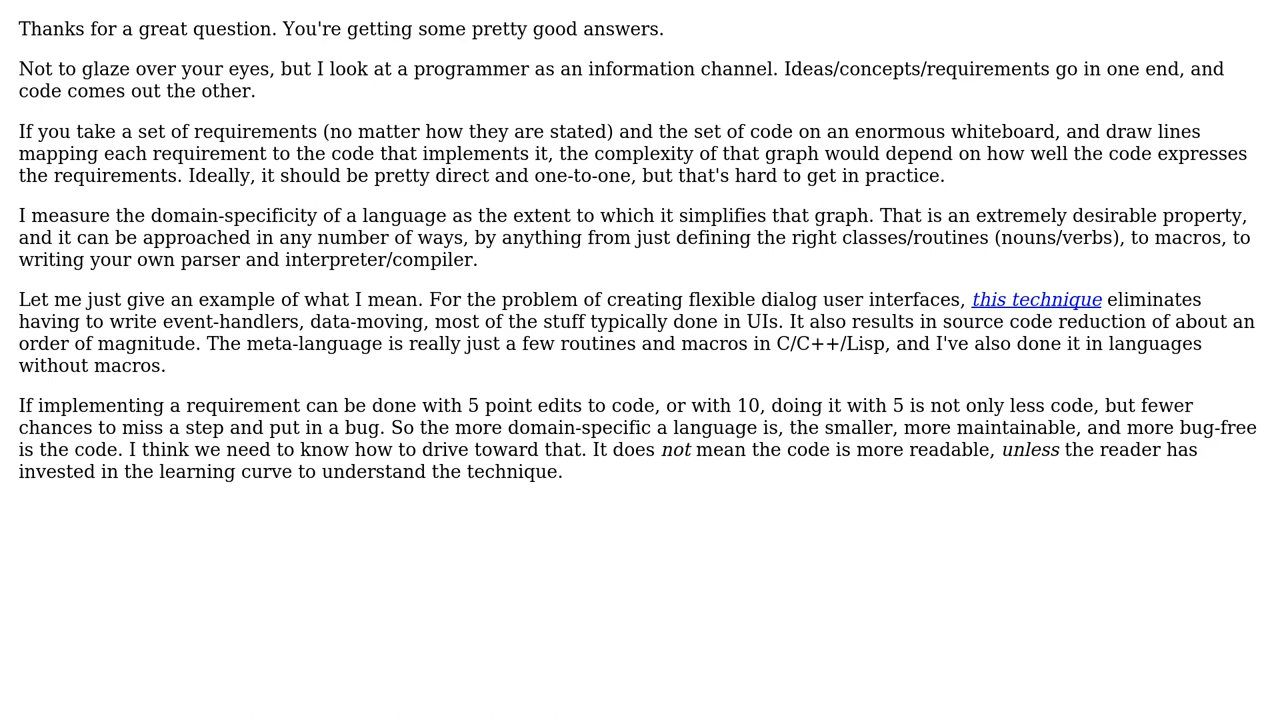 Thanks for a great question. You're getting some pretty good answers.
Not to glaze over your eyes, but I look at a programmer as an information channel. Ideas/concepts/requirements go in one end, and
code comes out the other.
If you take a set of requirements (no matter how they are stated) and the set of code on an enormous whiteboard, and draw lines
mapping each requirement to the code that implements it, the complexity of that graph would depend on how well the code expresses
the requirements. Ideally, it should be pretty direct and one-to-one, but that's hard to get in practice.
I measure the domain-specificity of a language as the extent to which it simplifies that graph. That is an extremely desirable property,
and it can be approached in any number of ways, by anything from just defining the right classes/routines (nouns/verbs), to macros, to
writing your own parser and interpreter/compiler.
Let me just give an example of what I mean. For the problem of creating flexible dialog user interfaces, this technique eliminates
having to write event-handlers, data-moving, most of the stuff typically done in UIs. It also results in source code reduction of about an
order of magnitude. The meta-language is really just a few routines and macros in C/C++/Lisp, and I've also done it in languages
without macros.
If implementing a requirement can be done with 5 point edits to code, or with 10, doing it with 5 is not only less code, but fewer
chances to miss a step and put in a bug. So the more domain-specific a language is, the smaller, more maintainable, and more bug-free
is the code. I think we need to know how to drive toward that. It does not mean the code is more readable, unless the reader has
invested in the learning curve to understand the technique.